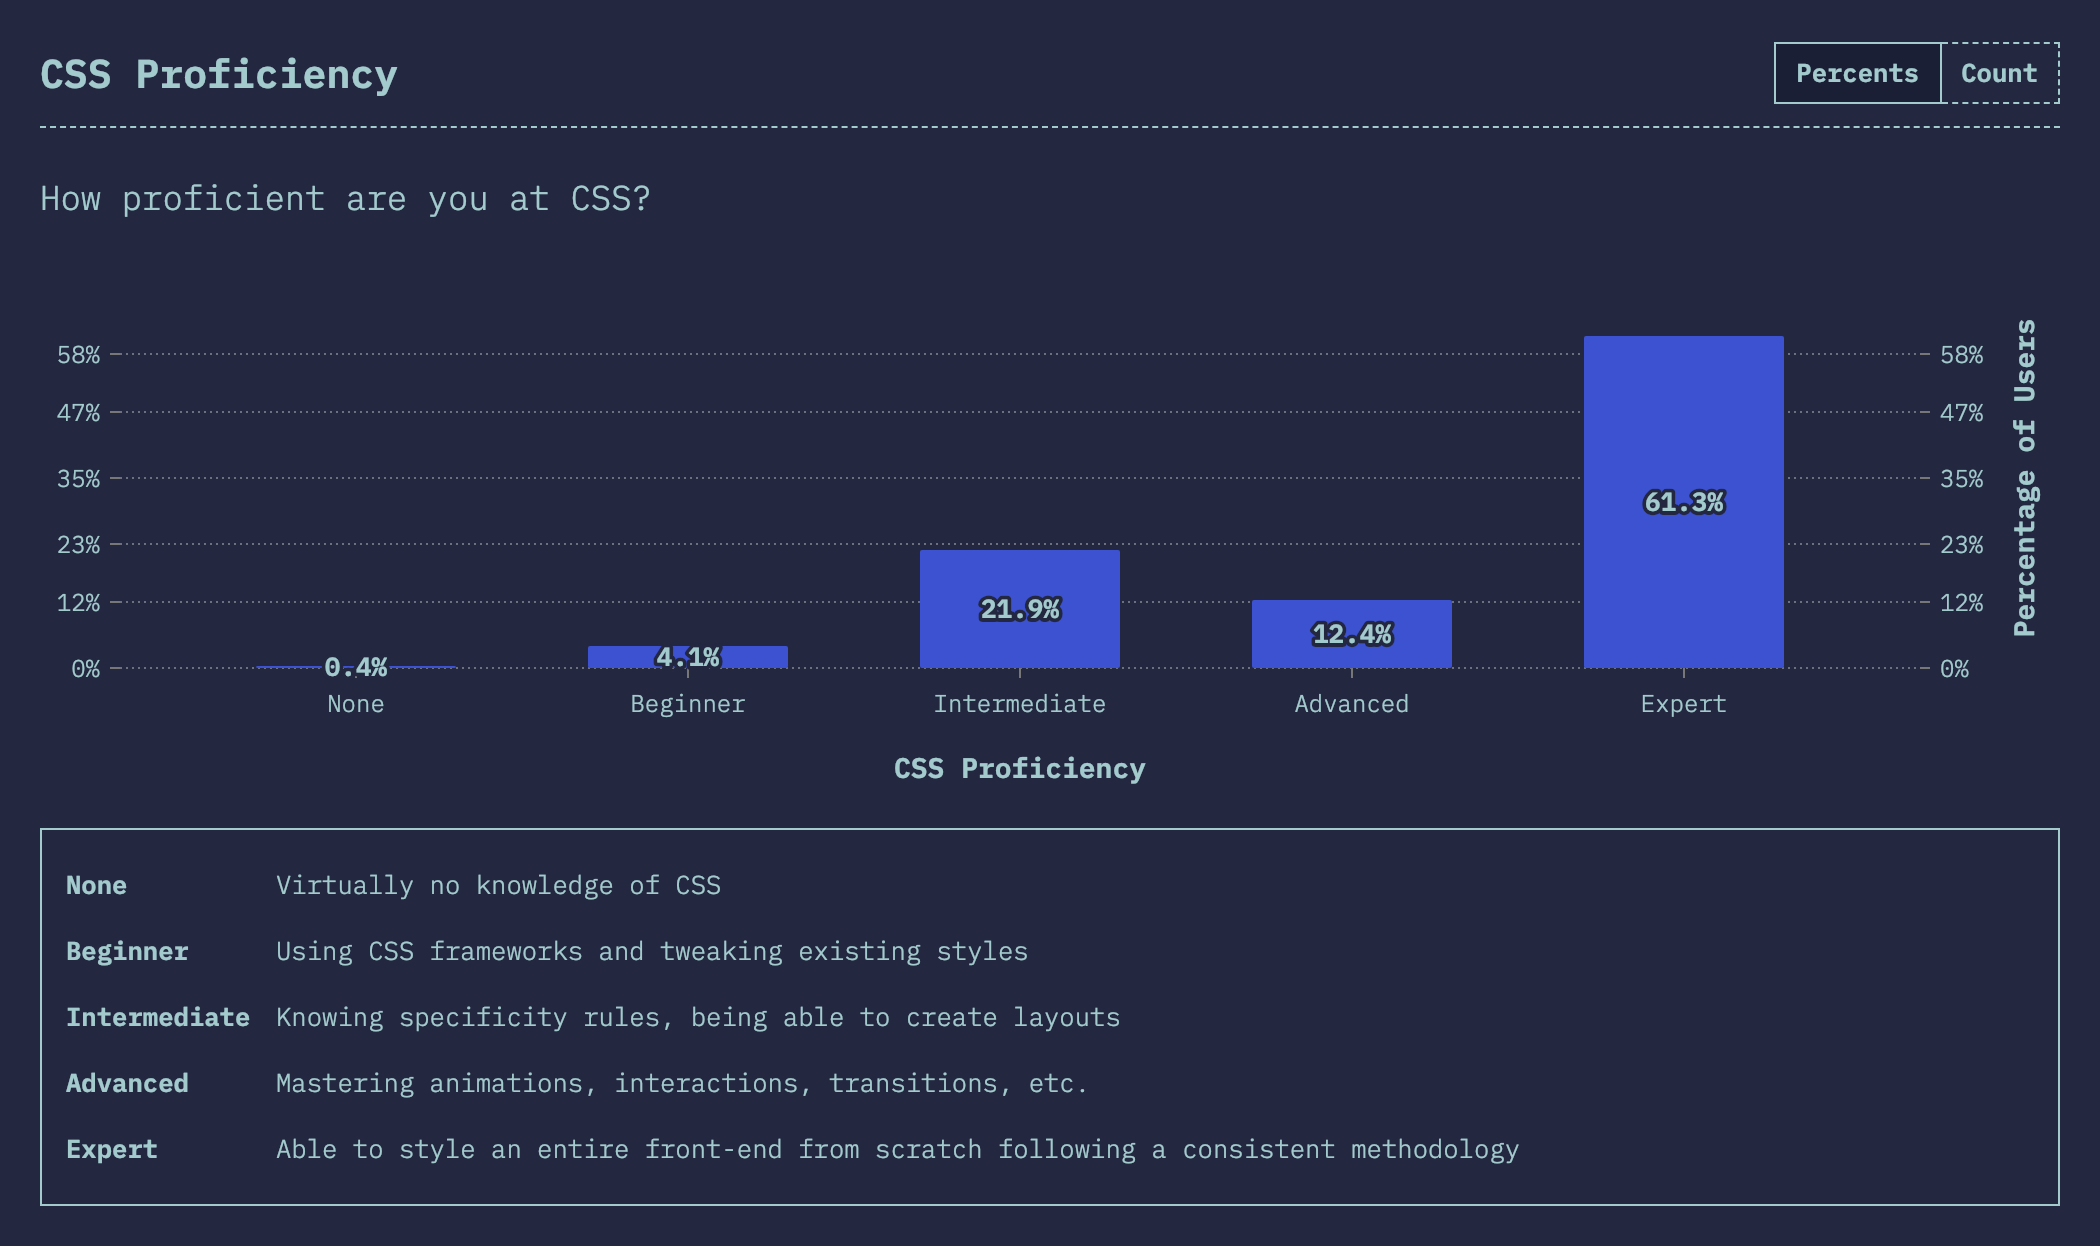 CSS Proficiency
Percents
Count
How proficient are you at CSS?
58%
47%
35%
23%
12%
0%
0.4%
4.1%
21.9%
12.4%
61.3%
58%
47%
35%
23%
12%
0%
Percentage of Users
None
Beginner
Intermediate
Advanced
Expert
CSS Proficiency
None Virtually no knowledge of CSS
Beginner Using CSS frameworks and tweaking existing styles
Intermediate Knowing specificity rules, being able to create layouts
Advanced Mastering animations, interactions, transitions, etc.
Expert Able to style an entire front-end from scratch following a consistent methodology